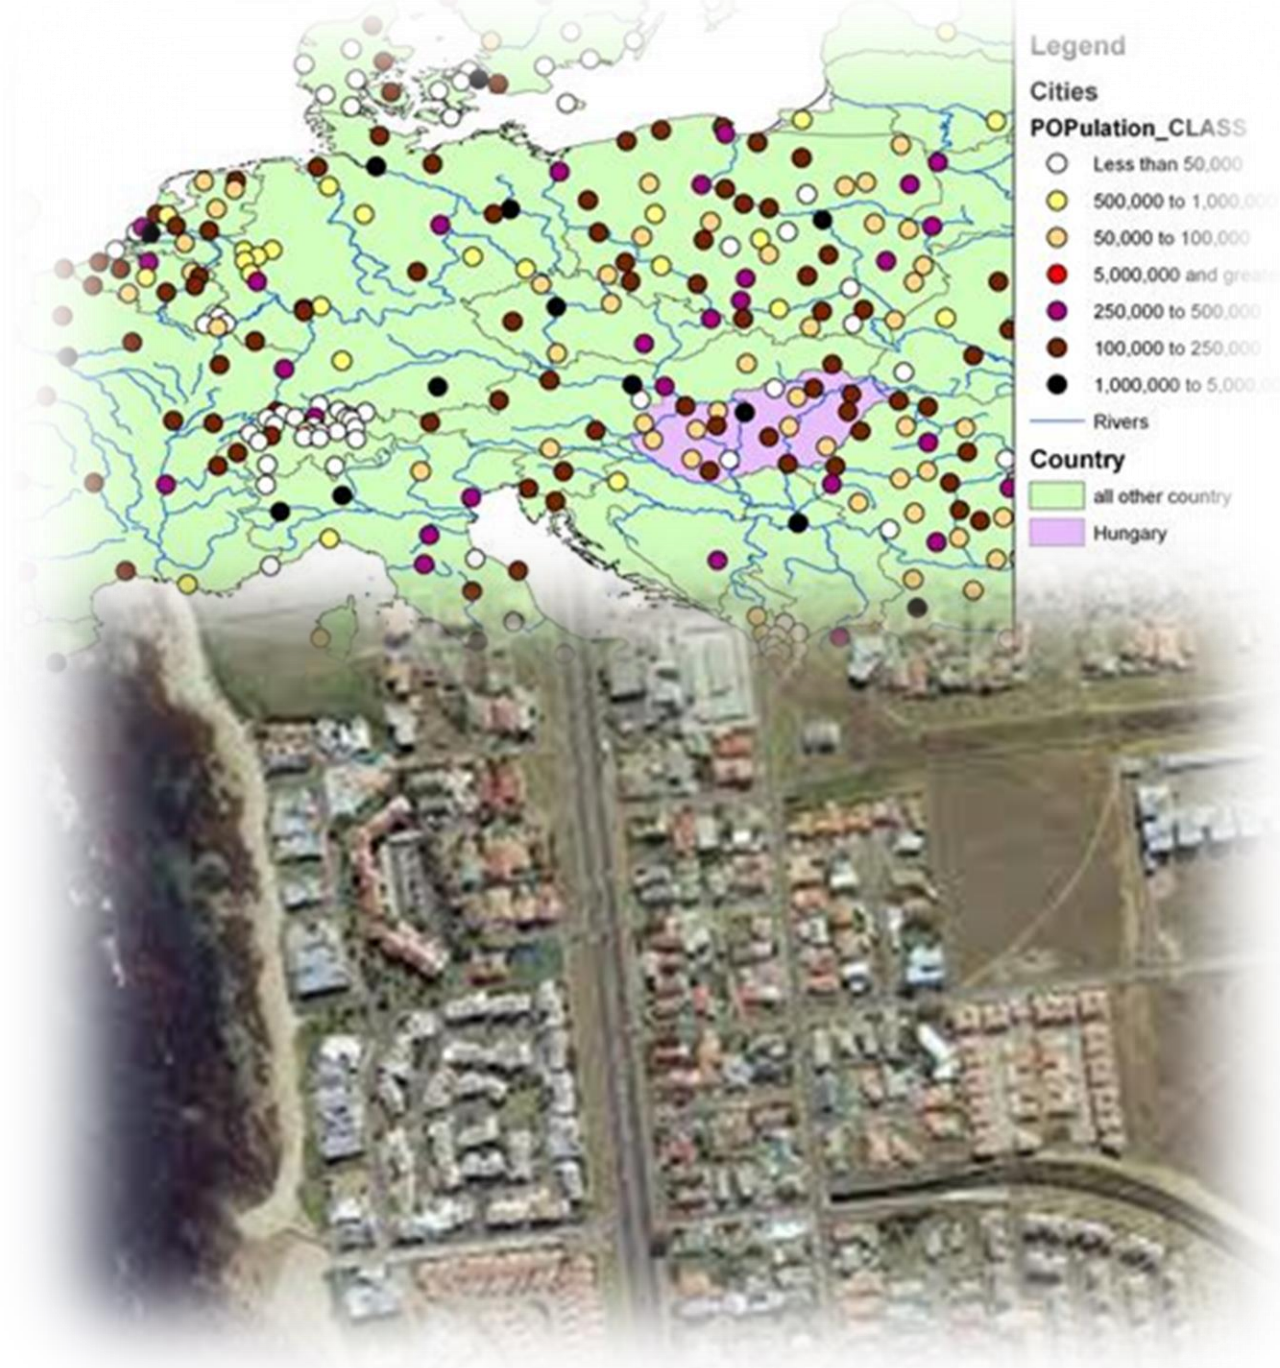 Legend
Cities
POPulation_CLASS
Less than 50,000
500,000 to 1,000,000
50,000 to 100,000
5,000,000 and great
250,000 to 500,000
100,000 to 250,000
1,000,000 to 5,000,00
Rivers
Country
all other country
Hungary